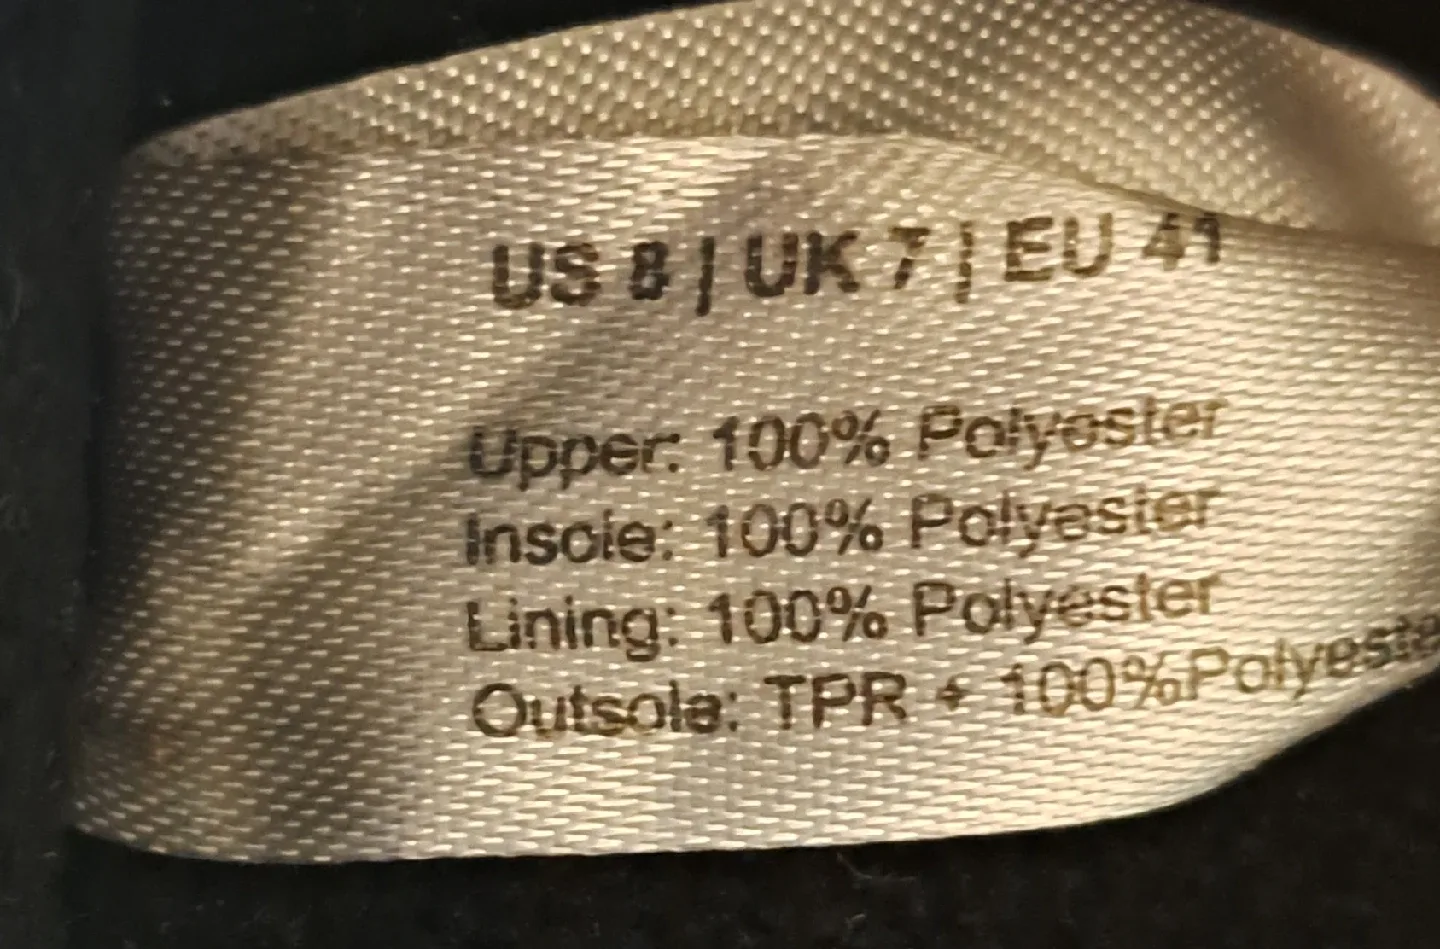 US 8 | UK 7 | EU 41
Upper: 100% Polyester
Insole: 100% Polyester
Lining: 100% Polyester
Outsole: TPR + 100%Polyeste